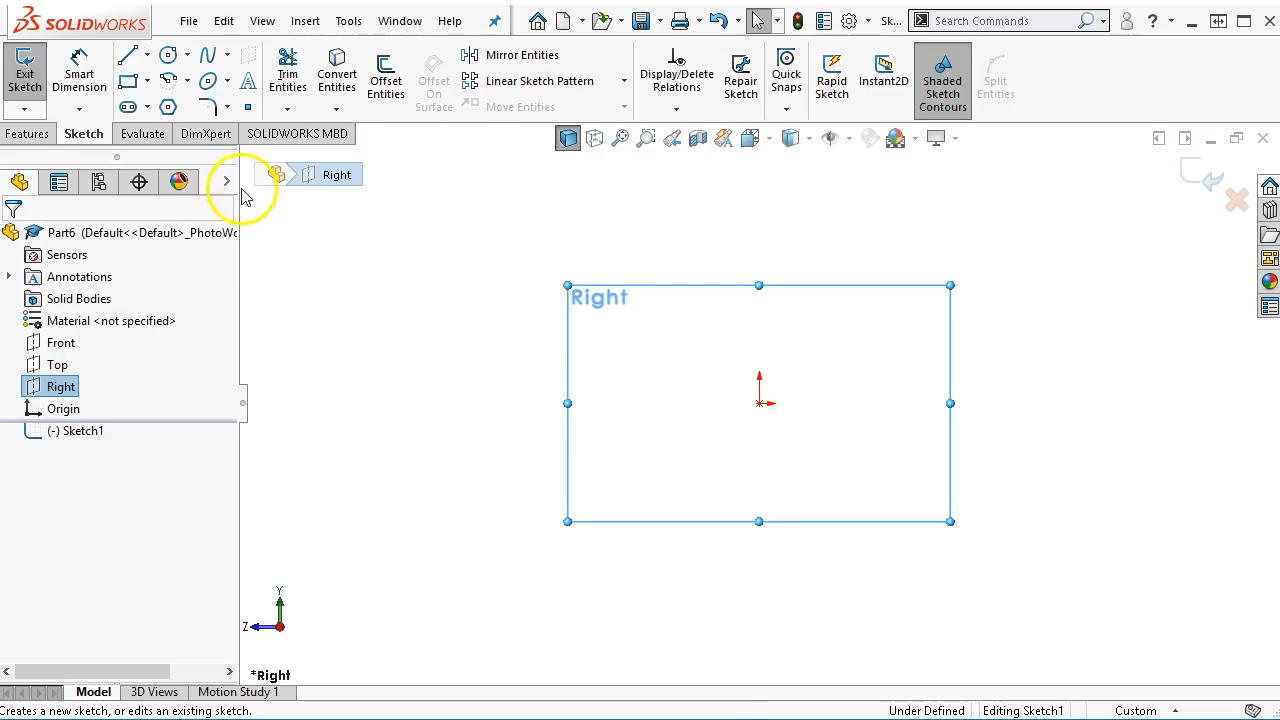 SOLIDWORKS File Edit View Insert Tools Window Help Sk... Search Commands ?
Exit Sketch
Smart Dimension
Trim Entities
Convert Entities
Offset Entities
Offset On Surface
Mirror Entities
Linear Sketch Pattern
Move Entities
Display/Delete Relations
Repair Sketch
Quick Snaps
Rapid Sketch
Instant2D
Shaded Sketch Contours
Split Entities
Features Sketch Evaluate DimXpert SOLIDWORKS MBD
Right
Part6 (Default<<Default>_PhotoWo
Sensors
Annotations
Solid Bodies
Material <not specified>
Front
Top
Right
Origin
(-) Sketch1
Right
Y
Z
*Right
Model 3D Views Motion Study 1
Creates a new sketch, or edits an existing sketch. Under Defined Editing Sketch1 Custom